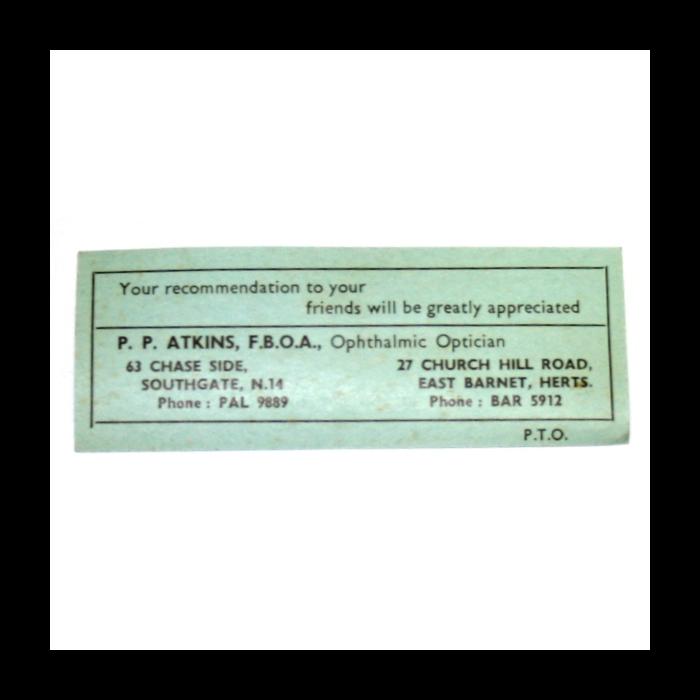 Your recommendation to your
friends will be greatly appreciated
P. P. ATKINS, F.B.O.A., Ophthalmic Optician
63 CHASE SIDE,
SOUTHGATE, N.14
Phone : PAL 9889
27 CHURCH HILL ROAD,
EAST BARNET, HERTS.
Phone : BAR 5912
P.T.O.